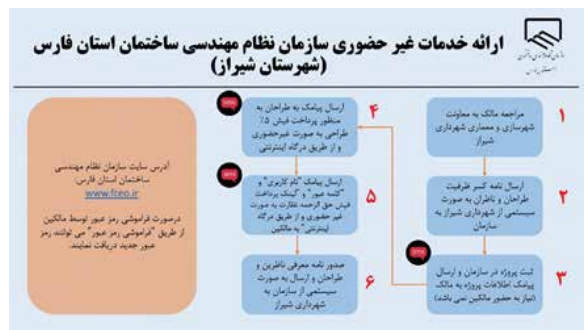 ارائه خدمات غیر حضوری سازمان نظام مهندسی ساختمان استان فارس
(شهرستان شیراز)
۱
مراجعه مالک به معاونت
شهرسازی و معماری شهرداری
شیراز
۲
ارسال نامه کسر ظرفیت
طراحان و ناظران به صورت
سیستمی از شهرداری شیراز به
سازمان
۳
ثبت پروژه در سازمان و ارسال
پیامک اطلاعات پروژه به مالک
(نیاز به حضور مالکین نمی باشد)
۴
ارسال پیامک به طراحان به
منظور پرداخت فیش ۵٪
طراحی به صورت غیرحضوری
و از طریق درگاه اینترنتی
۵
ارسال پیامک "نام کاربری" و
"کلمه عبور" و "لینک پرداخت
فیش حق الزحمه نظارت به صورت
غیر حضوری و از طریق درگاه
اینترنتی" به مالکین
۶
صدور نامه معرفی ناظرین و
طراحان و ارسال به صورت
سیستمی از سازمان به
شهرداری شیراز
آدرس سایت سازمان نظام مهندسی
ساختمان استان فارس:
www.fceo.ir
درصورت فراموشی رمز عبور توسط مالکین
از طریق "فراموشی رمز عبور" می توانند رمز
عبور جدید دریافت نمایند.